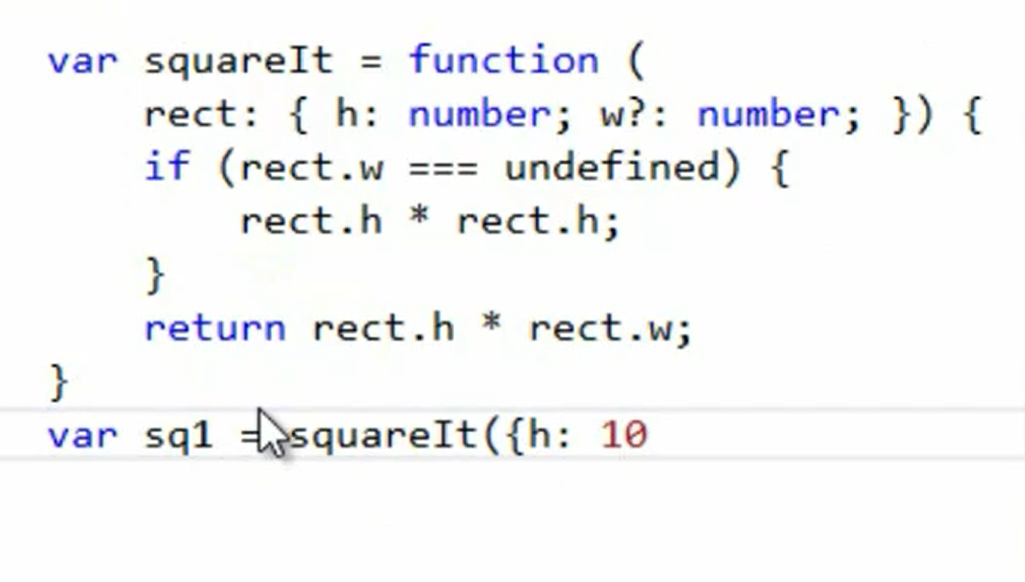 var squareIt = function (
    rect: { h: number; w?: number; }) {
    if (rect.w === undefined) {
        rect.h * rect.h;
    }
    return rect.h * rect.w;
}
var sq1 = squareIt({h: 10